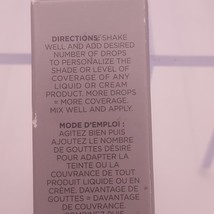 DIRECTIONS: SHAKE
WELL AND ADD DESIRED
NUMBER OF DROPS
TO PERSONALIZE THE
SHADE OR LEVEL OF
COVERAGE OF ANY
LIQUID OR CREAM
PRODUCT. MORE DROPS
= MORE COVERAGE.
MIX WELL AND APPLY.
MODE D'EMPLOI :
AGITEZ BIEN PUIS
AJOUTEZ LE NOMBRE
DE GOUTTES DÉSIRÉ
POUR ADAPTER LA
TEINTE OU LA
COUVRANCE DE TOUT
PRODUIT LIQUIDE OU EN
CRÈME. DAVANTAGE DE
GOUTTES = DAVANTAGE
DE COUVRANCE.